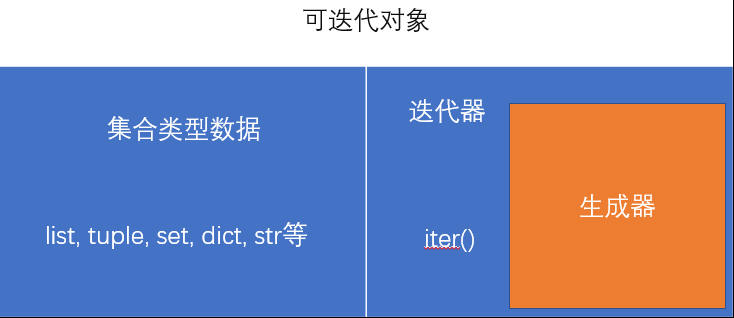 可迭代对象
集合类型数据
list, tuple, set, dict, str等
迭代器
iter()
生成器